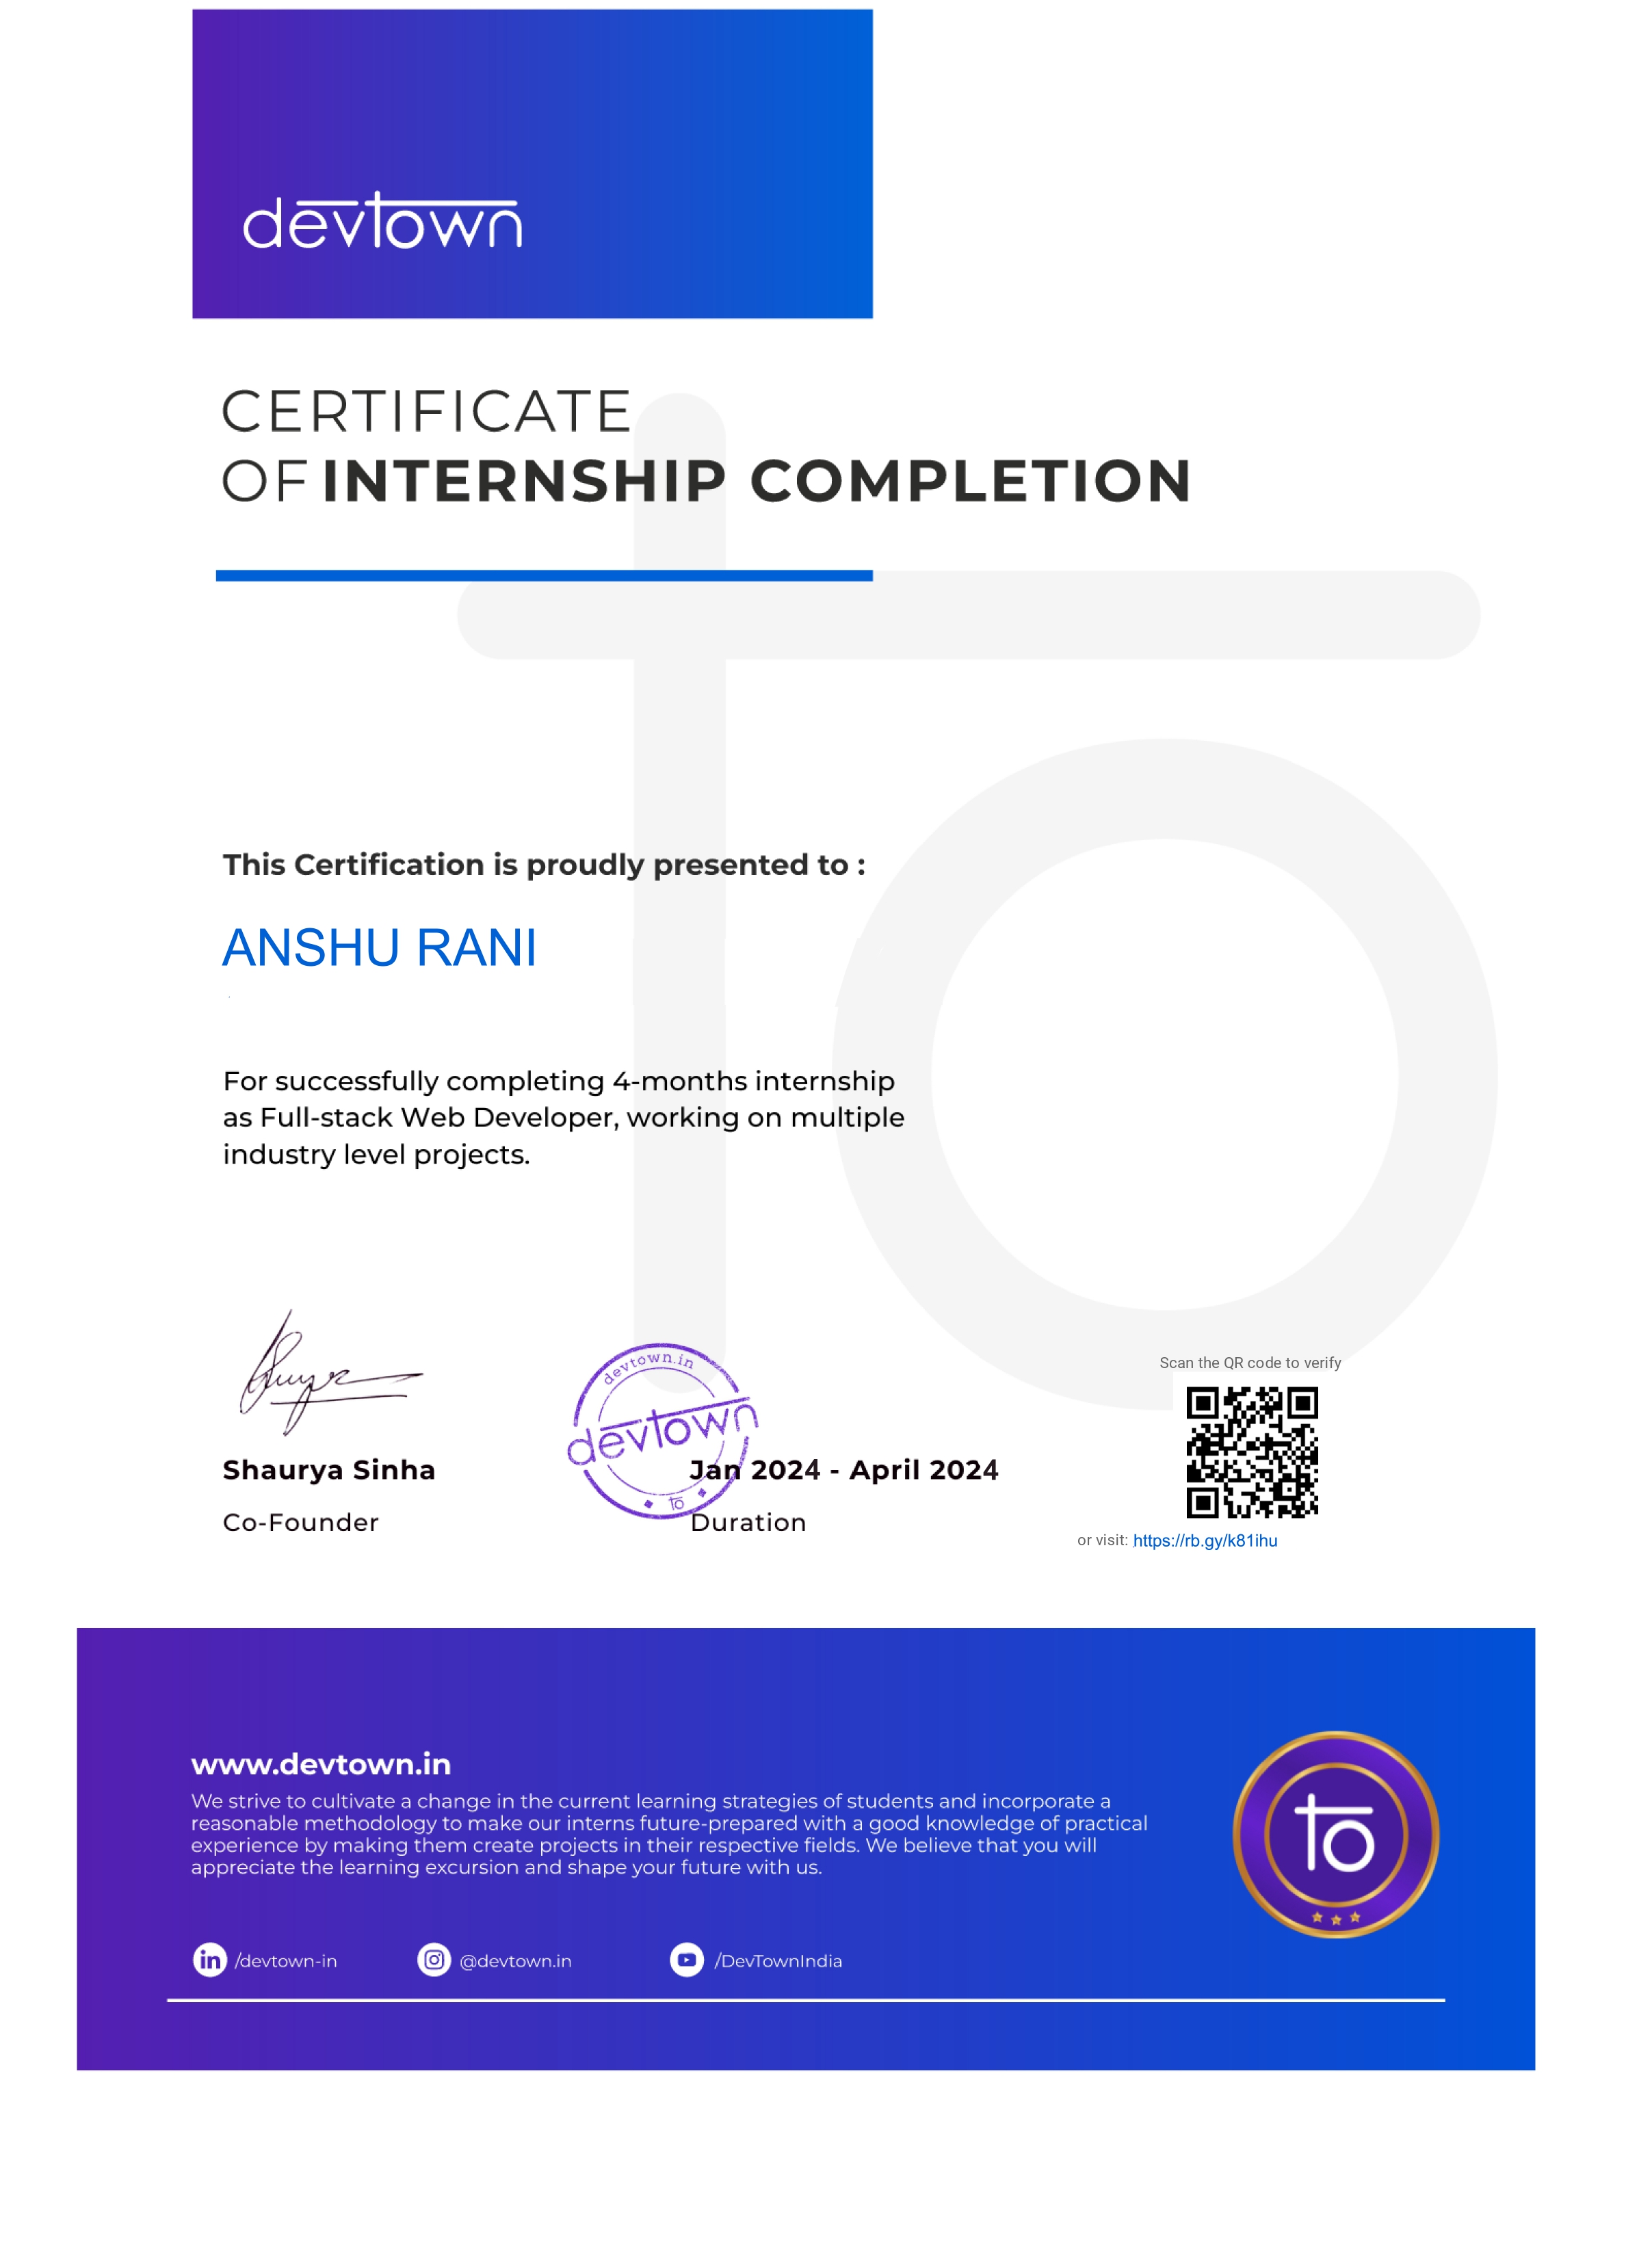 devtown
CERTIFICATE
OF INTERNSHIP COMPLETION
This Certification is proudly presented to :
ANSHU RANI
For successfully completing 4-months internship
as Full-stack Web Developer, working on multiple
industry level projects.
Shaurya Sinha
Co-Founder
devtown.in
devtown
to
Jan 2024 - April 2024
Duration
Scan the QR code to verify
or visit: https://rb.gy/k81ihu
www.devtown.in
We strive to cultivate a change in the current learning strategies of students and incorporate a
reasonable methodology to make our interns future-prepared with a good knowledge of practical
experience by making them create projects in their respective fields. We believe that you will
appreciate the learning excursion and shape your future with us.
to
in /devtown-in
@devtown.in
/DevTownIndia